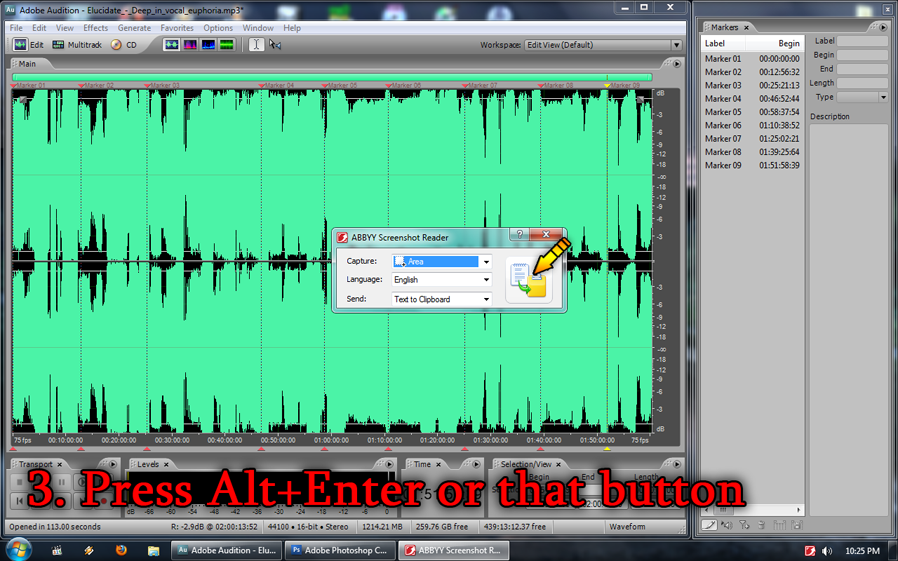 Adobe Audition - Elucidate_-_Deep_in_vocal_euphoria.mp3*
File Edit View Effects Generate Favorites Options Window Help
Edit Multitrack CD Workspace: Edit View (Default)
Main
Marker 01 Marker 02 Marker 03 Marker 04 Marker 05 Marker 06 Marker 07 Marker 08 Marker 09
dB
-3
-6
-9
-12
-18
-∞
-18
-12
-9
-6
-3
dB
-3
-6
-9
-12
-18
-∞
-18
-12
-9
-6
-3
75 fps 00:10:00:00 00:20:00:00 00:30:00:00 00:40:00:00 00:50:00:00 01:00:00:00 01:10:00:00 01:20:00:00 01:30:00:00 01:40:00:00 75 fps
ABBYY Screenshot Reader
Capture: Area
Language: English
Send: Text to Clipboard
Markers
Label Begin
Marker 01 00:00:00:00
Marker 02 00:12:56:32
Marker 03 00:25:21:13
Marker 04 00:46:52:44
Marker 05 00:58:37:54
Marker 06 01:10:38:52
Marker 07 01:25:02:21
Marker 08 01:39:25:64
Marker 09 01:51:58:39
Label
Begin
End
Length
Type
Description
Transport Levels Time Selection/View
Begin End Length
3. Press Alt+Enter or that button
Opened in 113.00 seconds R: -2.9dB @ 02:00:13:52 44100 • 16-bit • Stereo 1214.21 MB 259.76 GB free 439:13:12.37 free Waveform
Adobe Audition - Elu... Adobe Photoshop C... ABBYY Screenshot R... 10:25 PM